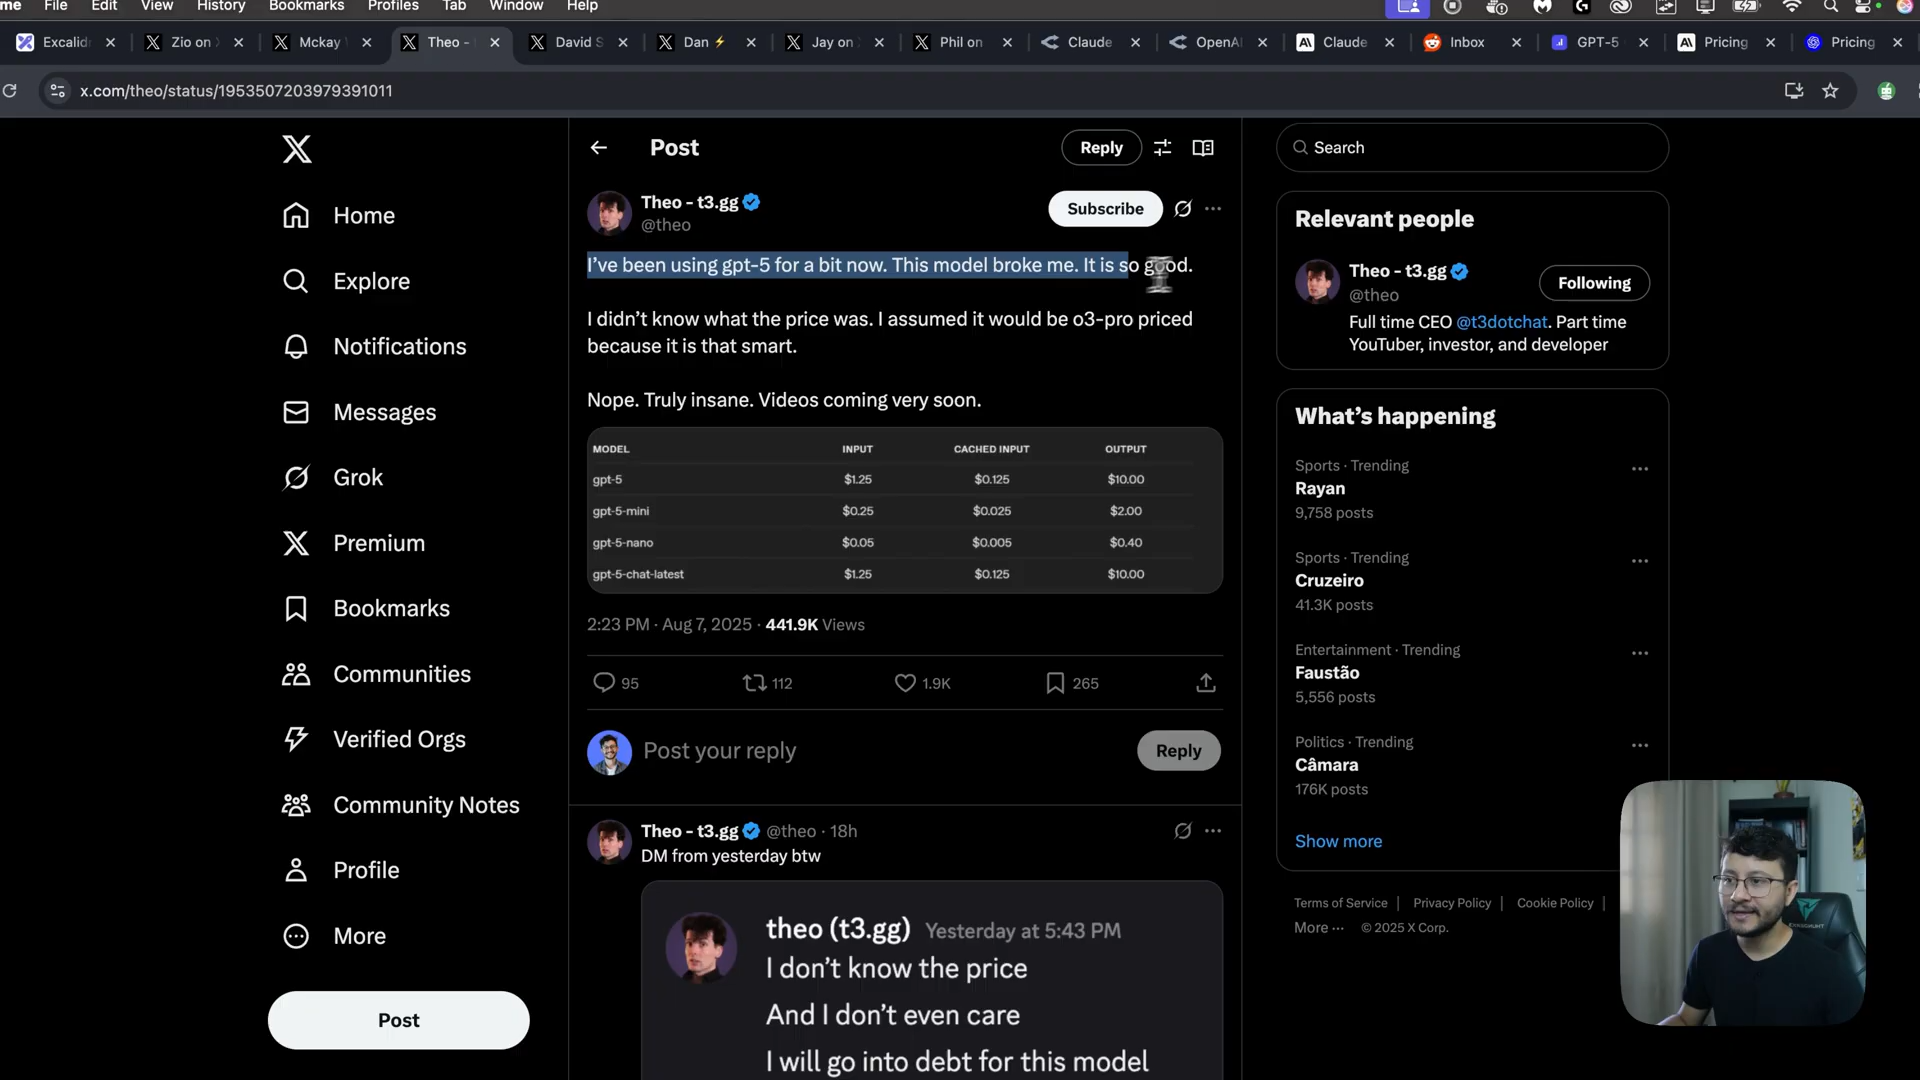 me File Edit View History Bookmarks Profiles Tab Window Help
Excalidr Zio on Mckay Theo - David S Dan Jay on Phil on Claude OpenAI Claude Inbox GPT-5 Pricing Pricing
x.com/theo/status/1953507203979391011
Post
Reply
Search
Home
Explore
Notifications
Messages
Grok
Premium
Bookmarks
Communities
Verified Orgs
Community Notes
Profile
More
Post
Theo - t3.gg
@theo
Subscribe
I've been using gpt-5 for a bit now. This model broke me. It is so good.
I didn't know what the price was. I assumed it would be o3-pro priced
because it is that smart.
Nope. Truly insane. Videos coming very soon.
MODEL INPUT CACHED INPUT OUTPUT
gpt-5 $1.25 $0.125 $10.00
gpt-5-mini $0.25 $0.025 $2.00
gpt-5-nano $0.05 $0.005 $0.40
gpt-5-chat-latest $1.25 $0.125 $10.00
2:23 PM · Aug 7, 2025 · 441.9K Views
95 112 1.9K 265
Post your reply
Reply
Theo - t3.gg @theo · 18h
DM from yesterday btw
theo (t3.gg) Yesterday at 5:43 PM
I don't know the price
And I don't even care
I will go into debt for this model
Relevant people
Theo - t3.gg
@theo
Following
Full time CEO @t3dotchat. Part time
YouTuber, investor, and developer
What's happening
Sports · Trending
Rayan
9,758 posts
Sports · Trending
Cruzeiro
41.3K posts
Entertainment · Trending
Faustão
5,556 posts
Politics · Trending
Câmara
176K posts
Show more
Terms of Service | Privacy Policy | Cookie Policy |
More ··· © 2025 X Corp.